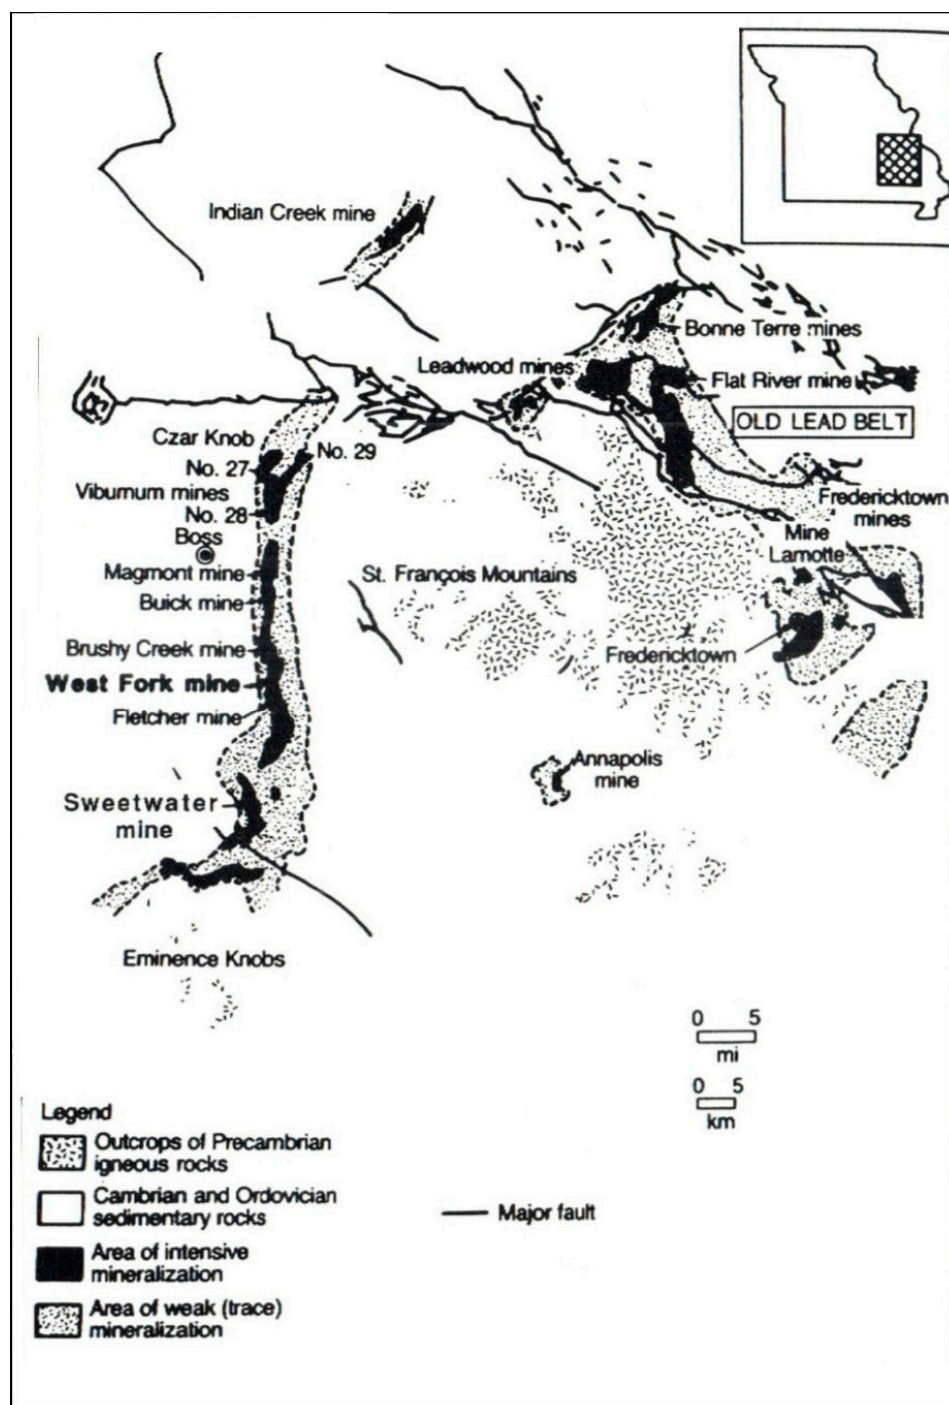 Indian Creek mine
Bonne Terre mines
Leadwood mines
Flat River mine
OLD LEAD BELT
Czar Knob
No. 29
No. 27
Viburnum mines
No. 28
Fredericktown
mines
Boss
Mine
Lamotte
Magmont mine
St. François Mountains
Buick mine
Brushy Creek mine
Fredericktown
West Fork mine
Fletcher mine
Annapolis
mine
Sweetwater
mine
Eminence Knobs
0 5
mi
0 5
km
Legend
Outcrops of Precambrian
igneous rocks
Cambrian and Ordovician
sedimentary rocks
Major fault
Area of intensive
mineralization
Area of weak (trace)
mineralization